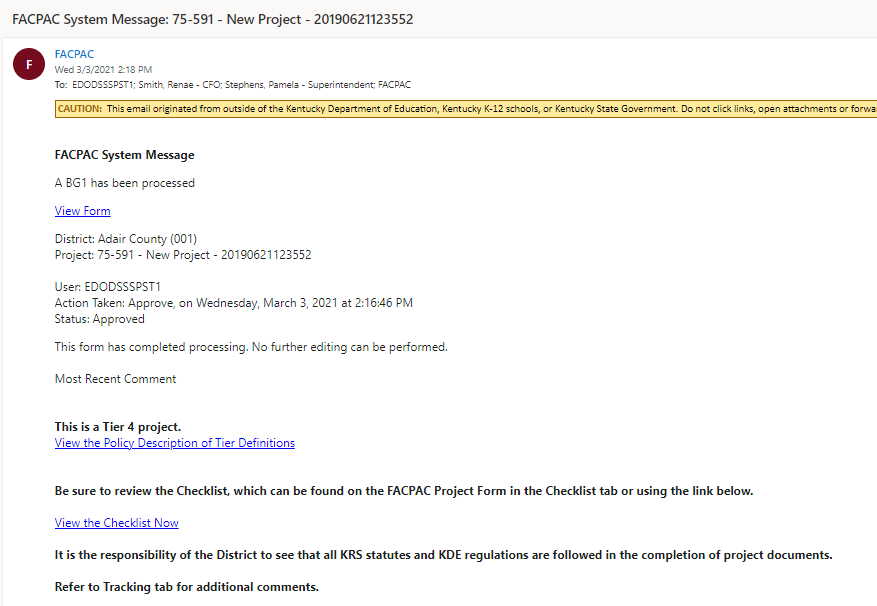 FACPAC System Message: 75-591 - New Project - 20190621123552
F
FACPAC
Wed 3/3/2021 2:18 PM
To: EDODSSSPST1; Smith, Renae - CFO; Stephens, Pamela - Superintendent; FACPAC
CAUTION: This email originated from outside of the Kentucky Department of Education, Kentucky K-12 schools, or Kentucky State Government. Do not click links, open attachments or forwa
FACPAC System Message
A BG1 has been processed
View Form
District: Adair County (001)
Project: 75-591 - New Project - 20190621123552
User: EDODSSSPST1
Action Taken: Approve, on Wednesday, March 3, 2021 at 2:16:46 PM
Status: Approved
This form has completed processing. No further editing can be performed.
Most Recent Comment
This is a Tier 4 project.
View the Policy Description of Tier Definitions
Be sure to review the Checklist, which can be found on the FACPAC Project Form in the Checklist tab or using the link below.
View the Checklist Now
It is the responsibility of the District to see that all KRS statutes and KDE regulations are followed in the completion of project documents.
Refer to Tracking tab for additional comments.